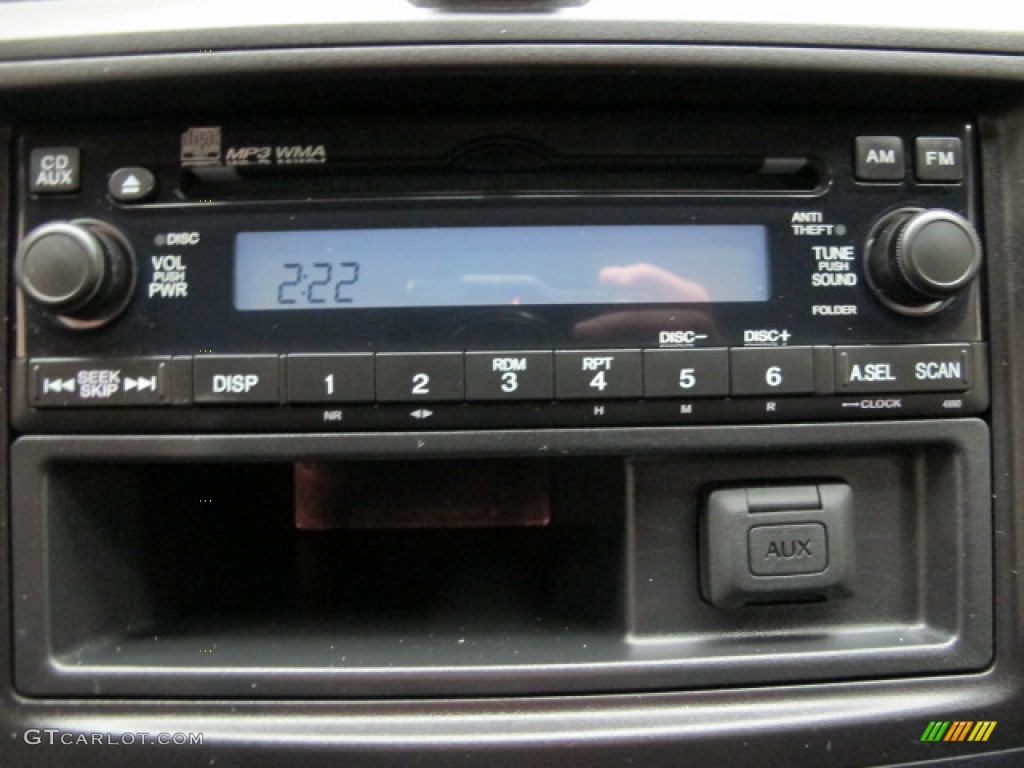 CD
AUX
MP3 WMA
AM
FM
DISC
VOL
PUSH
PWR
2:22
ANTI
THEFT
TUNE
PUSH
SOUND
FOLDER
DISC-
DISC+
SEEK
SKIP
DISP
1
2
RDM
3
RPT
4
5
6
A.SEL
SCAN
NR
H
M
R
CLOCK
AUX
GTCARLOT.COM